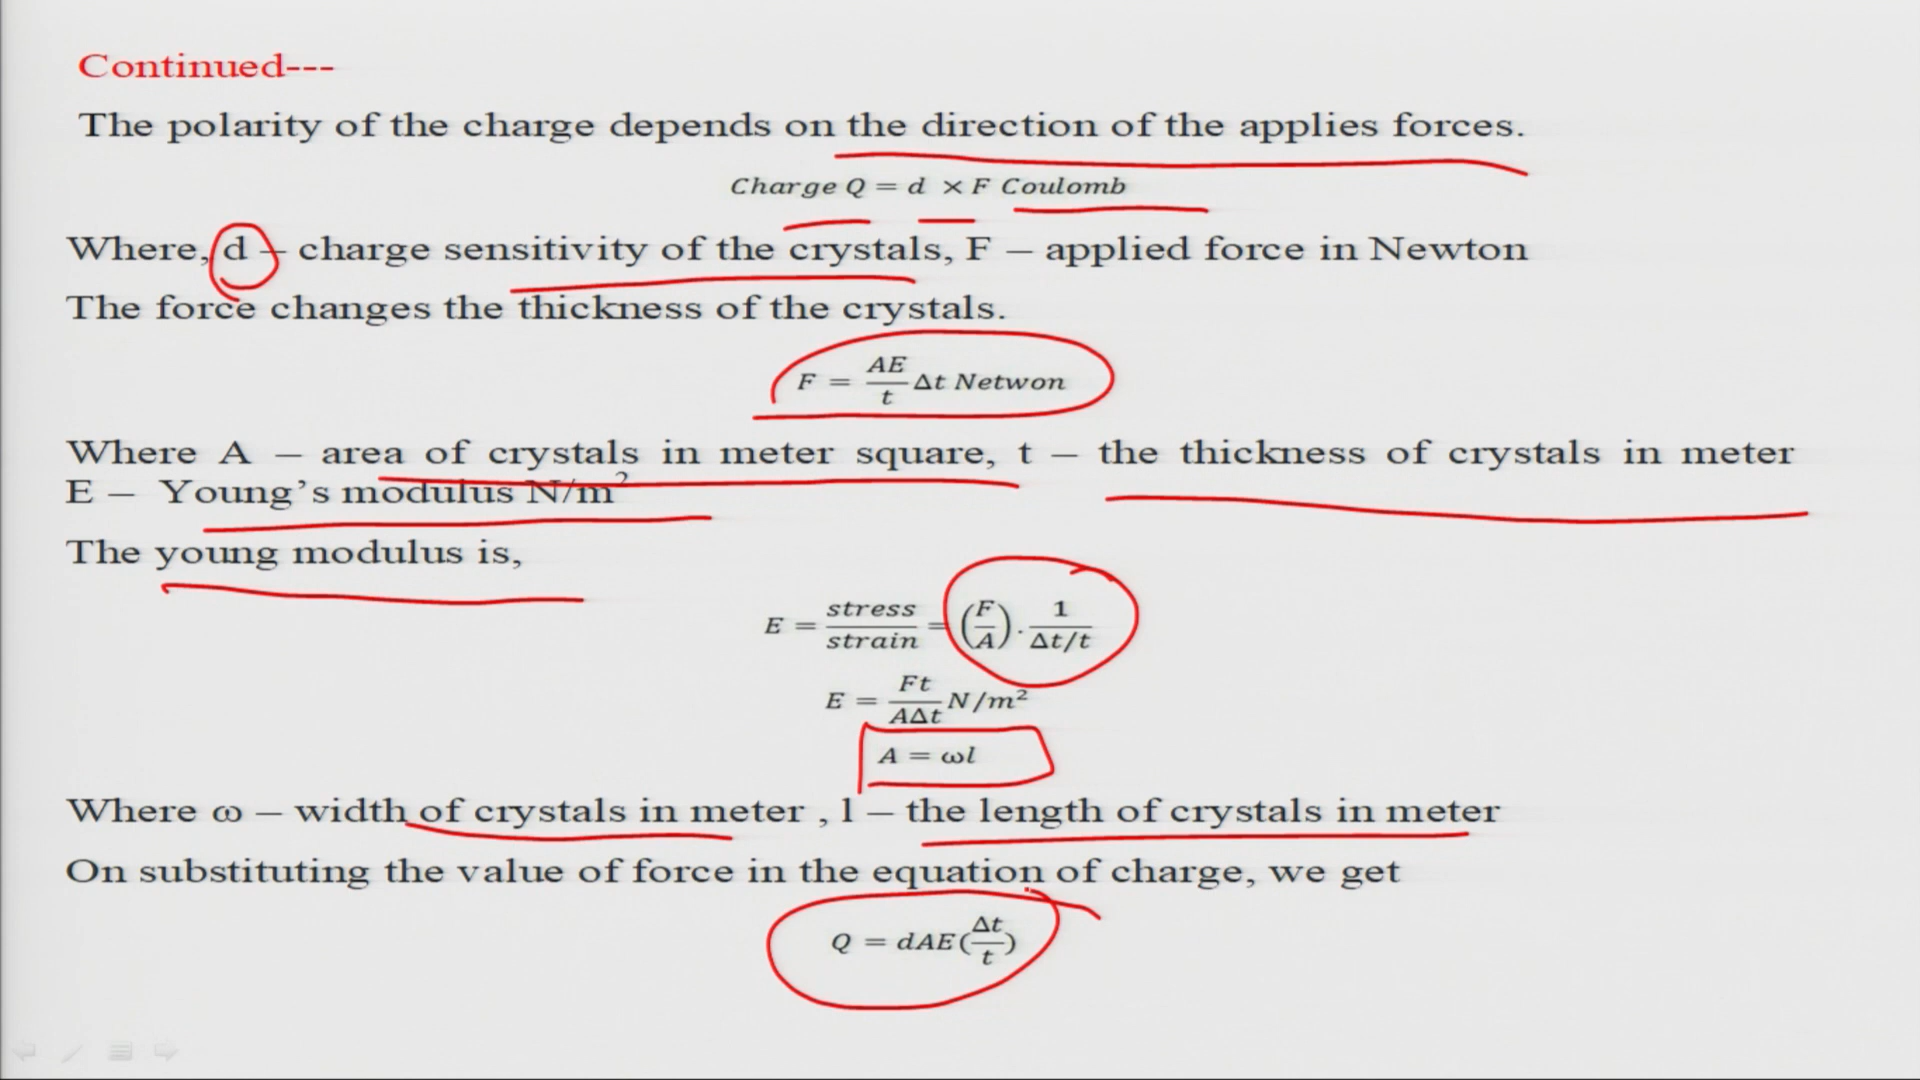 Continued---
The polarity of the charge depends on the direction of the applies forces.
Charge Q = d × F Coulomb
Where, d – charge sensitivity of the crystals, F – applied force in Newton
The force changes the thickness of the crystals.
F = AE/t Δt Netwon
Where A – area of crystals in meter square, t – the thickness of crystals in meter
E – Young's modulus N/m²
The young modulus is,
E = stress/strain = (F/A) . 1/(Δt/t)
E = Ft/AΔt N/m²
A = ωl
Where ω – width of crystals in meter , l – the length of crystals in meter
On substituting the value of force in the equation of charge, we get
Q = dAE(Δt/t)